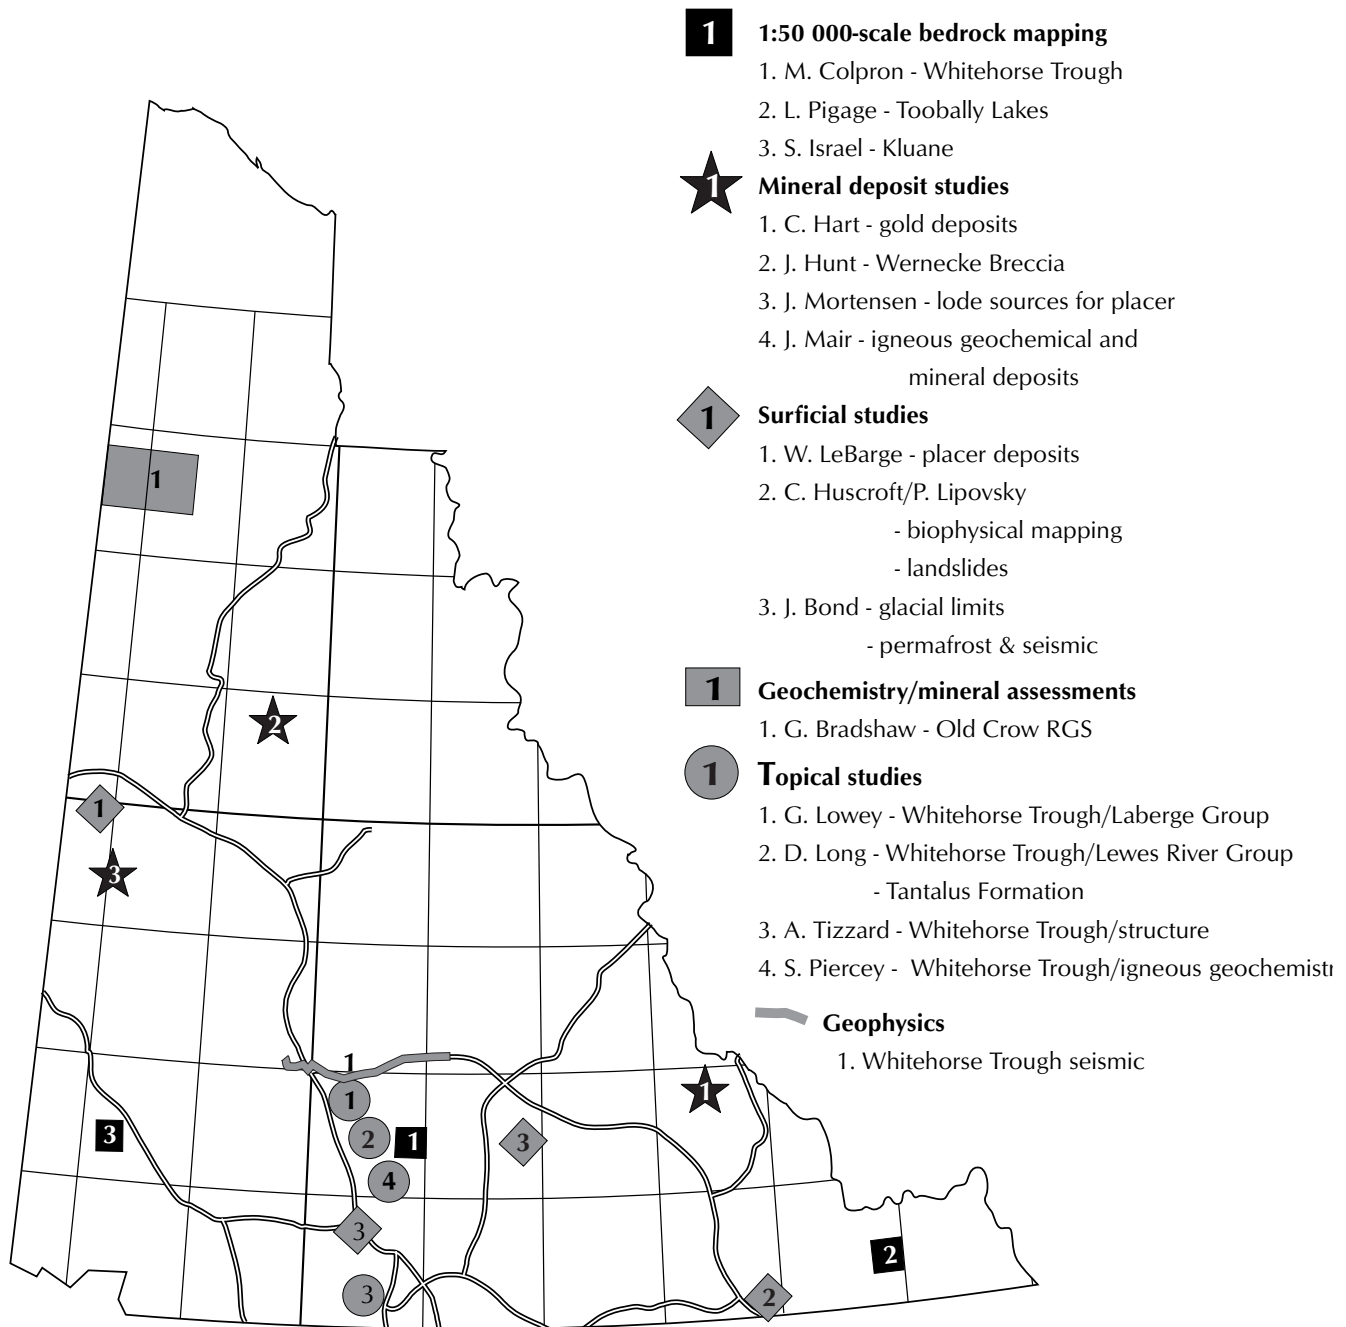 1 1:50 000-scale bedrock mapping
1. M. Colpron - Whitehorse Trough
2. L. Pigage - Toobally Lakes
3. S. Israel - Kluane
1 Mineral deposit studies
1. C. Hart - gold deposits
2. J. Hunt - Wernecke Breccia
3. J. Mortensen - lode sources for placer
4. J. Mair - igneous geochemical and
mineral deposits
1 Surficial studies
1. W. LeBarge - placer deposits
2. C. Huscroft/P. Lipovsky
- biophysical mapping
- landslides
3. J. Bond - glacial limits
- permafrost & seismic
1 Geochemistry/mineral assessments
1. G. Bradshaw - Old Crow RGS
1 Topical studies
1. G. Lowey - Whitehorse Trough/Laberge Group
2. D. Long - Whitehorse Trough/Lewes River Group
- Tantalus Formation
3. A. Tizzard - Whitehorse Trough/structure
4. S. Piercey - Whitehorse Trough/igneous geochemistr
Geophysics
1. Whitehorse Trough seismic
1
2
1
3
1
1
1
3
2
1
3
4
3
2
3
2